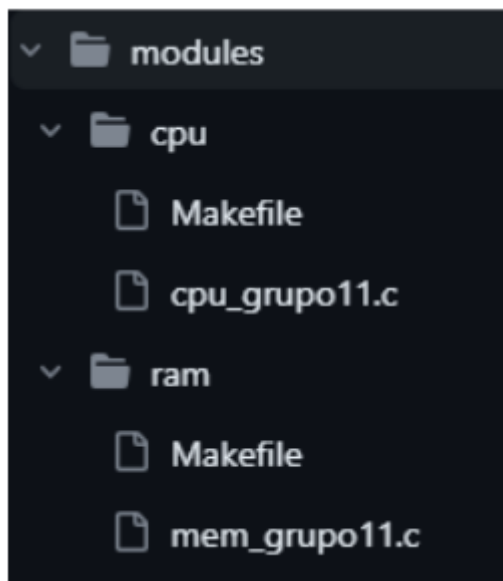 modules
cpu
Makefile
cpu_grupo11.c
ram
Makefile
mem_grupo11.c